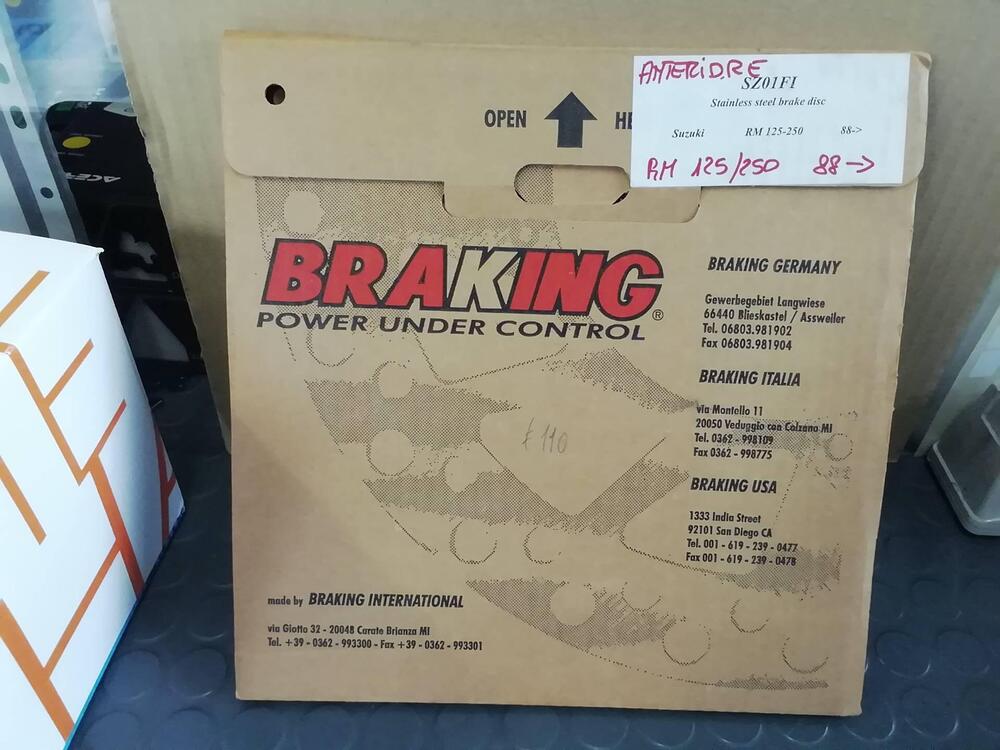 ANTERIORE
SZ01FI
Stainless steel brake disc
Suzuki RM 125-250 88->
RM 125/250 88->
OPEN HE
BRAKING®
POWER UNDER CONTROL
BRAKING GERMANY
Gewerbegebiet Langwiese
66440 Blieskastel / Assweiler
Tel. 06803.981902
Fax 06803.981904
BRAKING ITALIA
via Montello 11
20050 Veduggio con Colzano MI
Tel. 0362 - 998109
Fax 0362 - 998775
£ 110
BRAKING USA
1333 India Street
92101 San Diego CA
Tel. 001 - 619 - 239 - 0477
Fax 001 - 619 - 239 - 0478
made by BRAKING INTERNATIONAL
via Giotto 32 - 20048 Carate Brianza MI
Tel. +39 - 0362 - 993300 - Fax +39 - 0362 - 993301